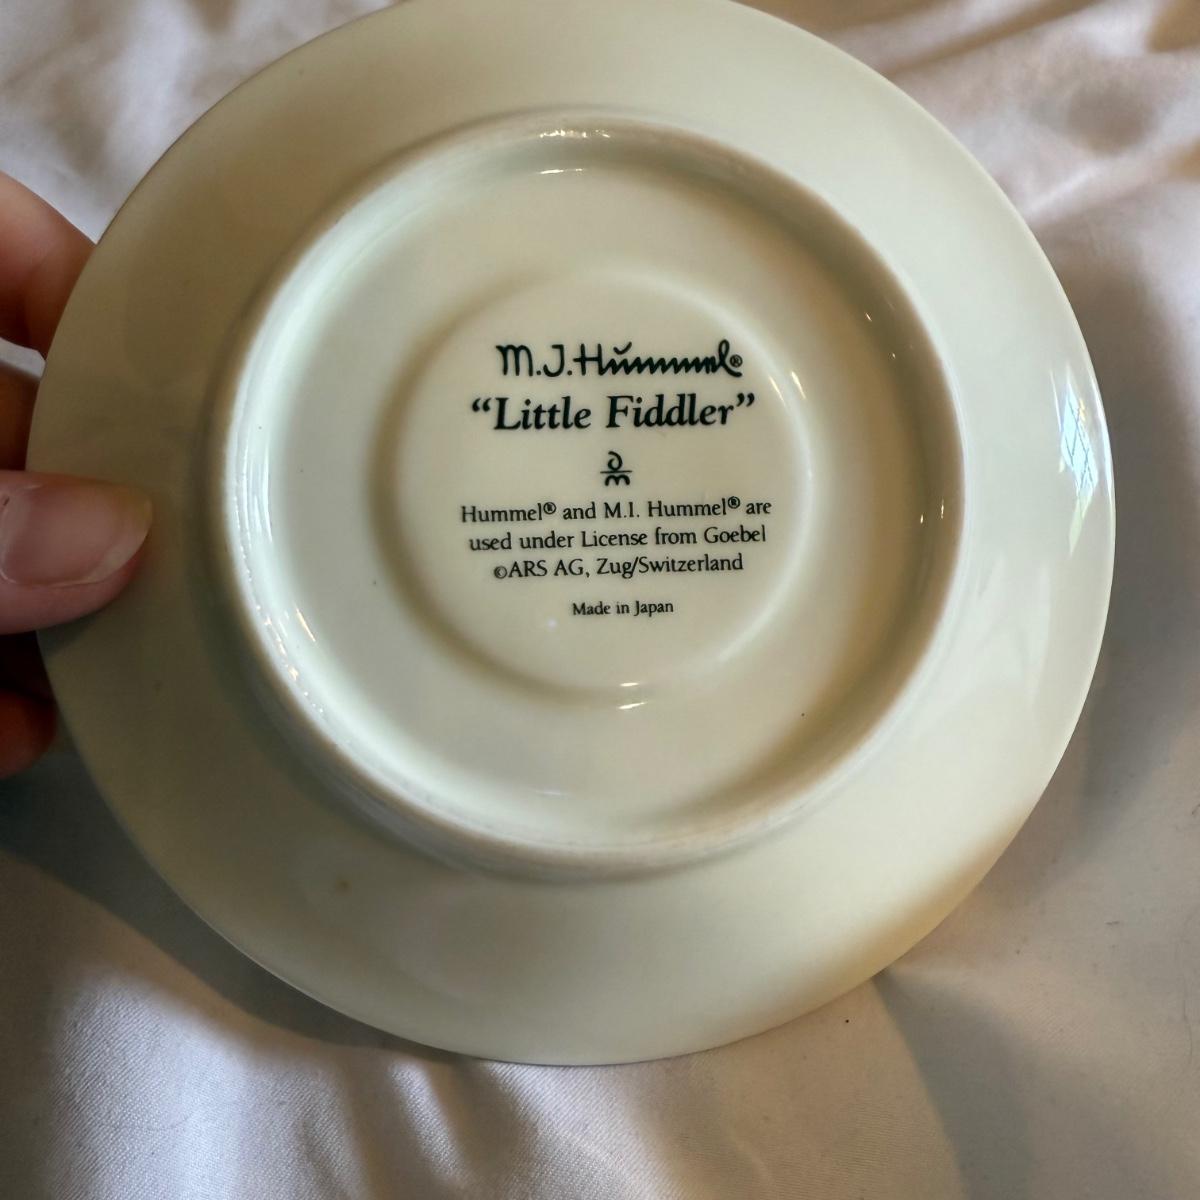 M.J.Hummel®
“Little Fiddler”
Hummel® and M.I. Hummel® are
used under License from Goebel
©ARS AG, Zug/Switzerland
Made in Japan